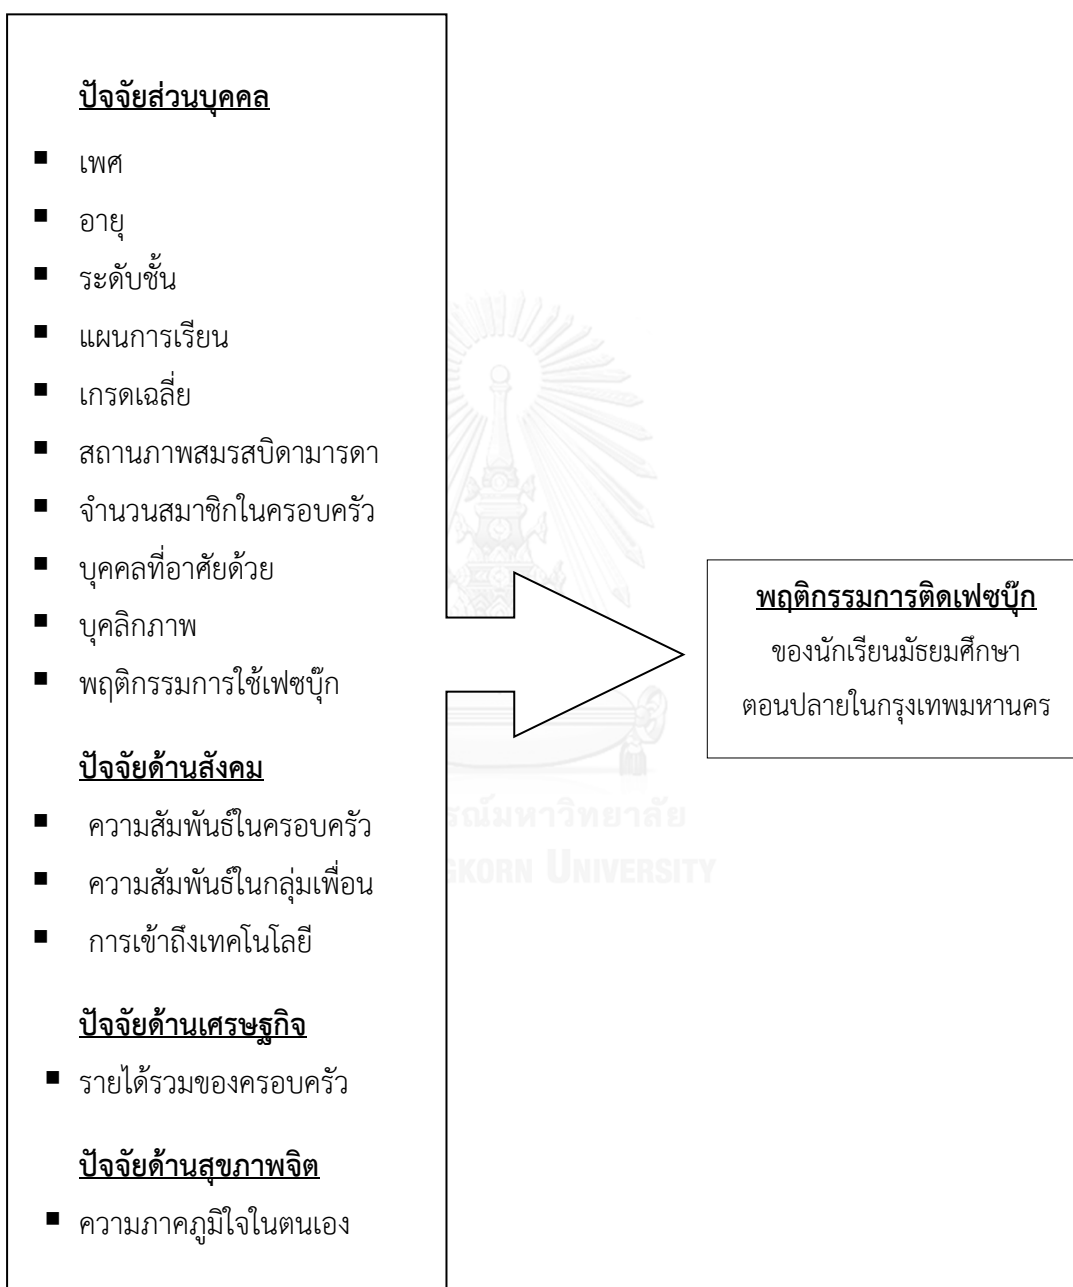 ปัจจัยส่วนบุคคล
▪ เพศ
▪ อายุ
▪ ระดับชั้น
▪ แผนการเรียน
▪ เกรดเฉลี่ย
▪ สถานภาพสมรสบิดามารดา
▪ จำนวนสมาชิกในครอบครัว
▪ บุคคลที่อาศัยด้วย
▪ บุคลิกภาพ
▪ พฤติกรรมการใช้เฟซบุ๊ก
ปัจจัยด้านสังคม
▪ ความสัมพันธ์ในครอบครัว
▪ ความสัมพันธ์ในกลุ่มเพื่อน
▪ การเข้าถึงเทคโนโลยี
ปัจจัยด้านเศรษฐกิจ
▪ รายได้รวมของครอบครัว
ปัจจัยด้านสุขภาพจิต
▪ ความภาคภูมิใจในตนเอง
พฤติกรรมการติดเฟซบุ๊ก
ของนักเรียนมัธยมศึกษา
ตอนปลายในกรุงเทพมหานคร
รณ์มหาวิทยาลัย
GKORN UNIVERSITY